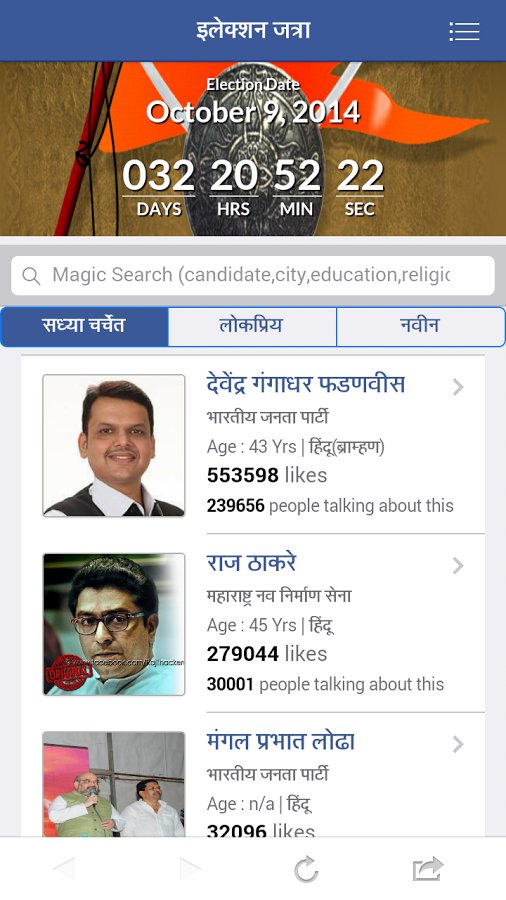 इलेक्शन जत्रा
Election Date
October 9, 2014
032 20 52 22
DAYS HRS MIN SEC
Magic Search (candidate,city,education,religio
सध्या चर्चेत लोकप्रिय नवीन
देवेंद्र गंगाधर फडणवीस
भारतीय जनता पार्टी
Age : 43 Yrs | हिंदू(ब्राम्हण)
553598 likes
239656 people talking about this
राज ठाकरे
महाराष्ट्र नव निर्माण सेना
Age : 45 Yrs | हिंदू
279044 likes
30001 people talking about this
ORIGINAL
मंगल प्रभात लोढा
भारतीय जनता पार्टी
Age : n/a | हिंदू
32096 likes